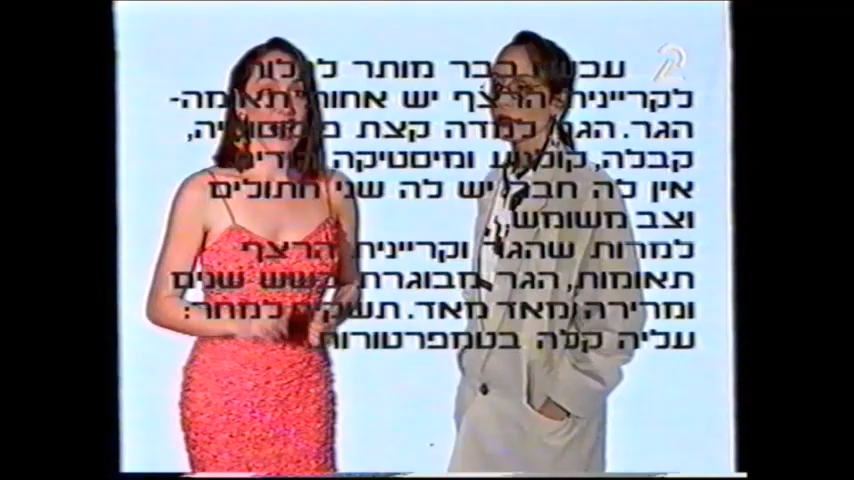 עכשיו כבר מותר לגלות
לקריינית הרצף יש אחות תאומה-
הגר. הגר למדה קצת
קבלה, קולנוע ומיסטיקה
אין לה חבר. יש לה שני חתולים
וצב משומש.
למרות שהגר וקריינית הרצף
תאומות, הגר מבוגרת בשש שנים
ומרירה מאד מאד. תשקיף למחר:
עליה קלה בטמפרטורות.
2